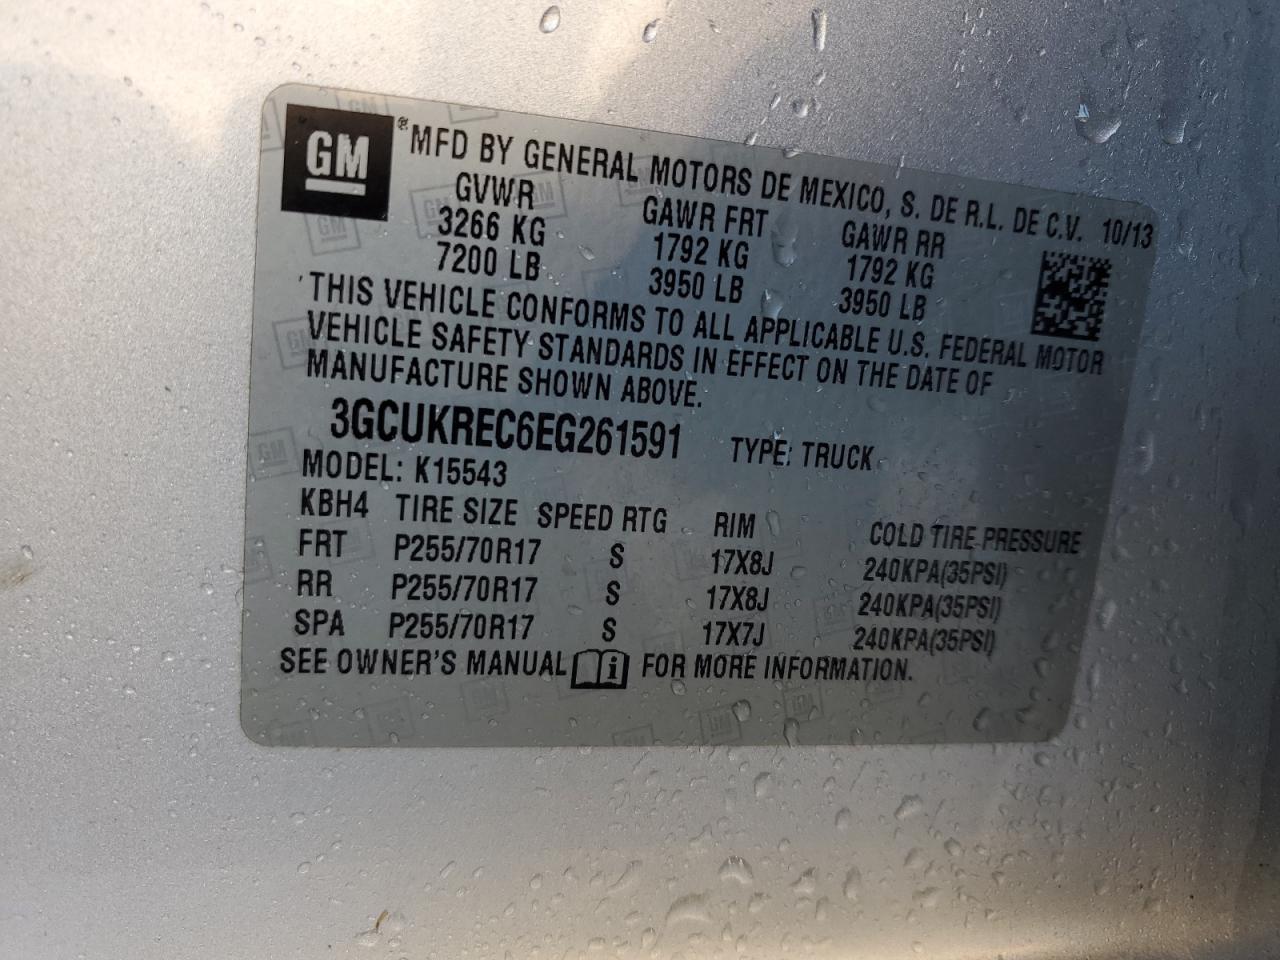 GM ® MFD BY GENERAL MOTORS DE MEXICO, S. DE R.L. DE C.V. 10/13
GVWR GAWR FRT GAWR RR
3266 KG 1792 KG 1792 KG
7200 LB 3950 LB 3950 LB
THIS VEHICLE CONFORMS TO ALL APPLICABLE U.S. FEDERAL MOTOR
VEHICLE SAFETY STANDARDS IN EFFECT ON THE DATE OF
MANUFACTURE SHOWN ABOVE.
3GCUKREC6EG261591 TYPE: TRUCK
MODEL: K15543
KBH4 TIRE SIZE SPEED RTG RIM COLD TIRE PRESSURE
FRT P255/70R17 S 17X8J 240KPA(35PSI)
RR P255/70R17 S 17X8J 240KPA(35PSI)
SPA P255/70R17 S 17X7J 240KPA(35PSI)
SEE OWNER'S MANUAL i FOR MORE INFORMATION.